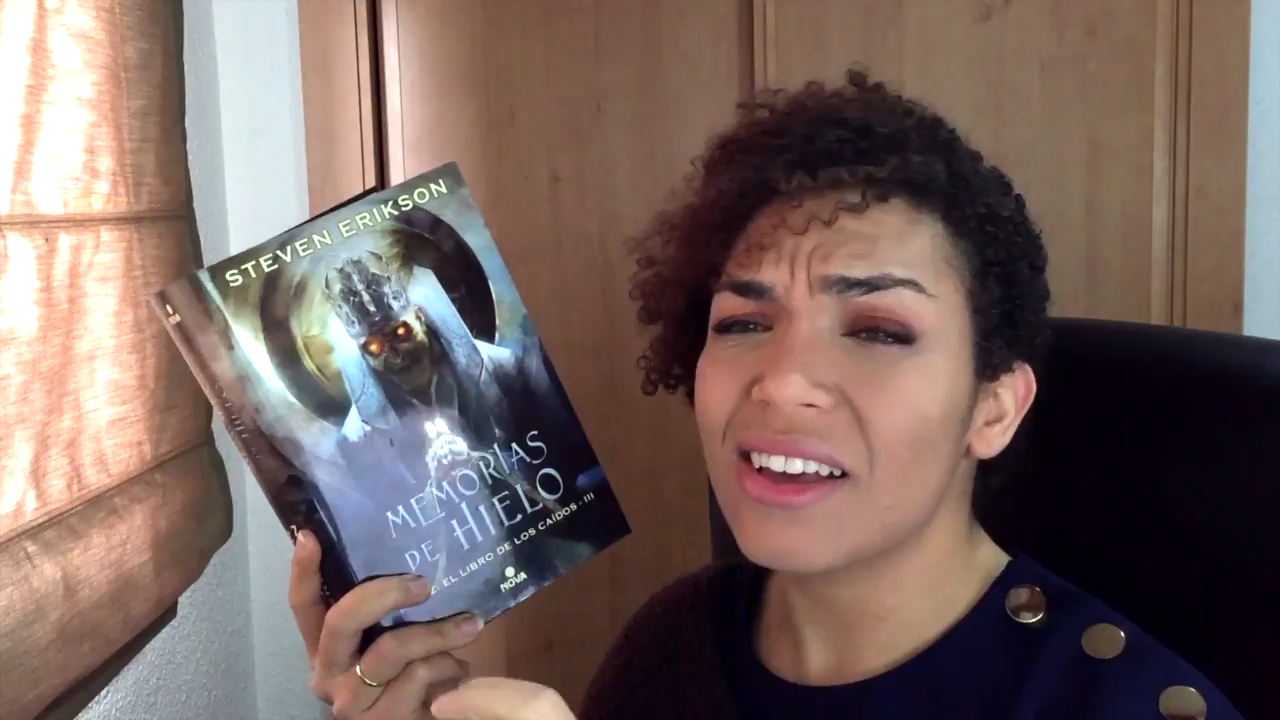 STEVEN ERIKSON
MEMORIAS
DE HIELO
EL LIBRO DE LOS CAÍDOS - III
NOVA